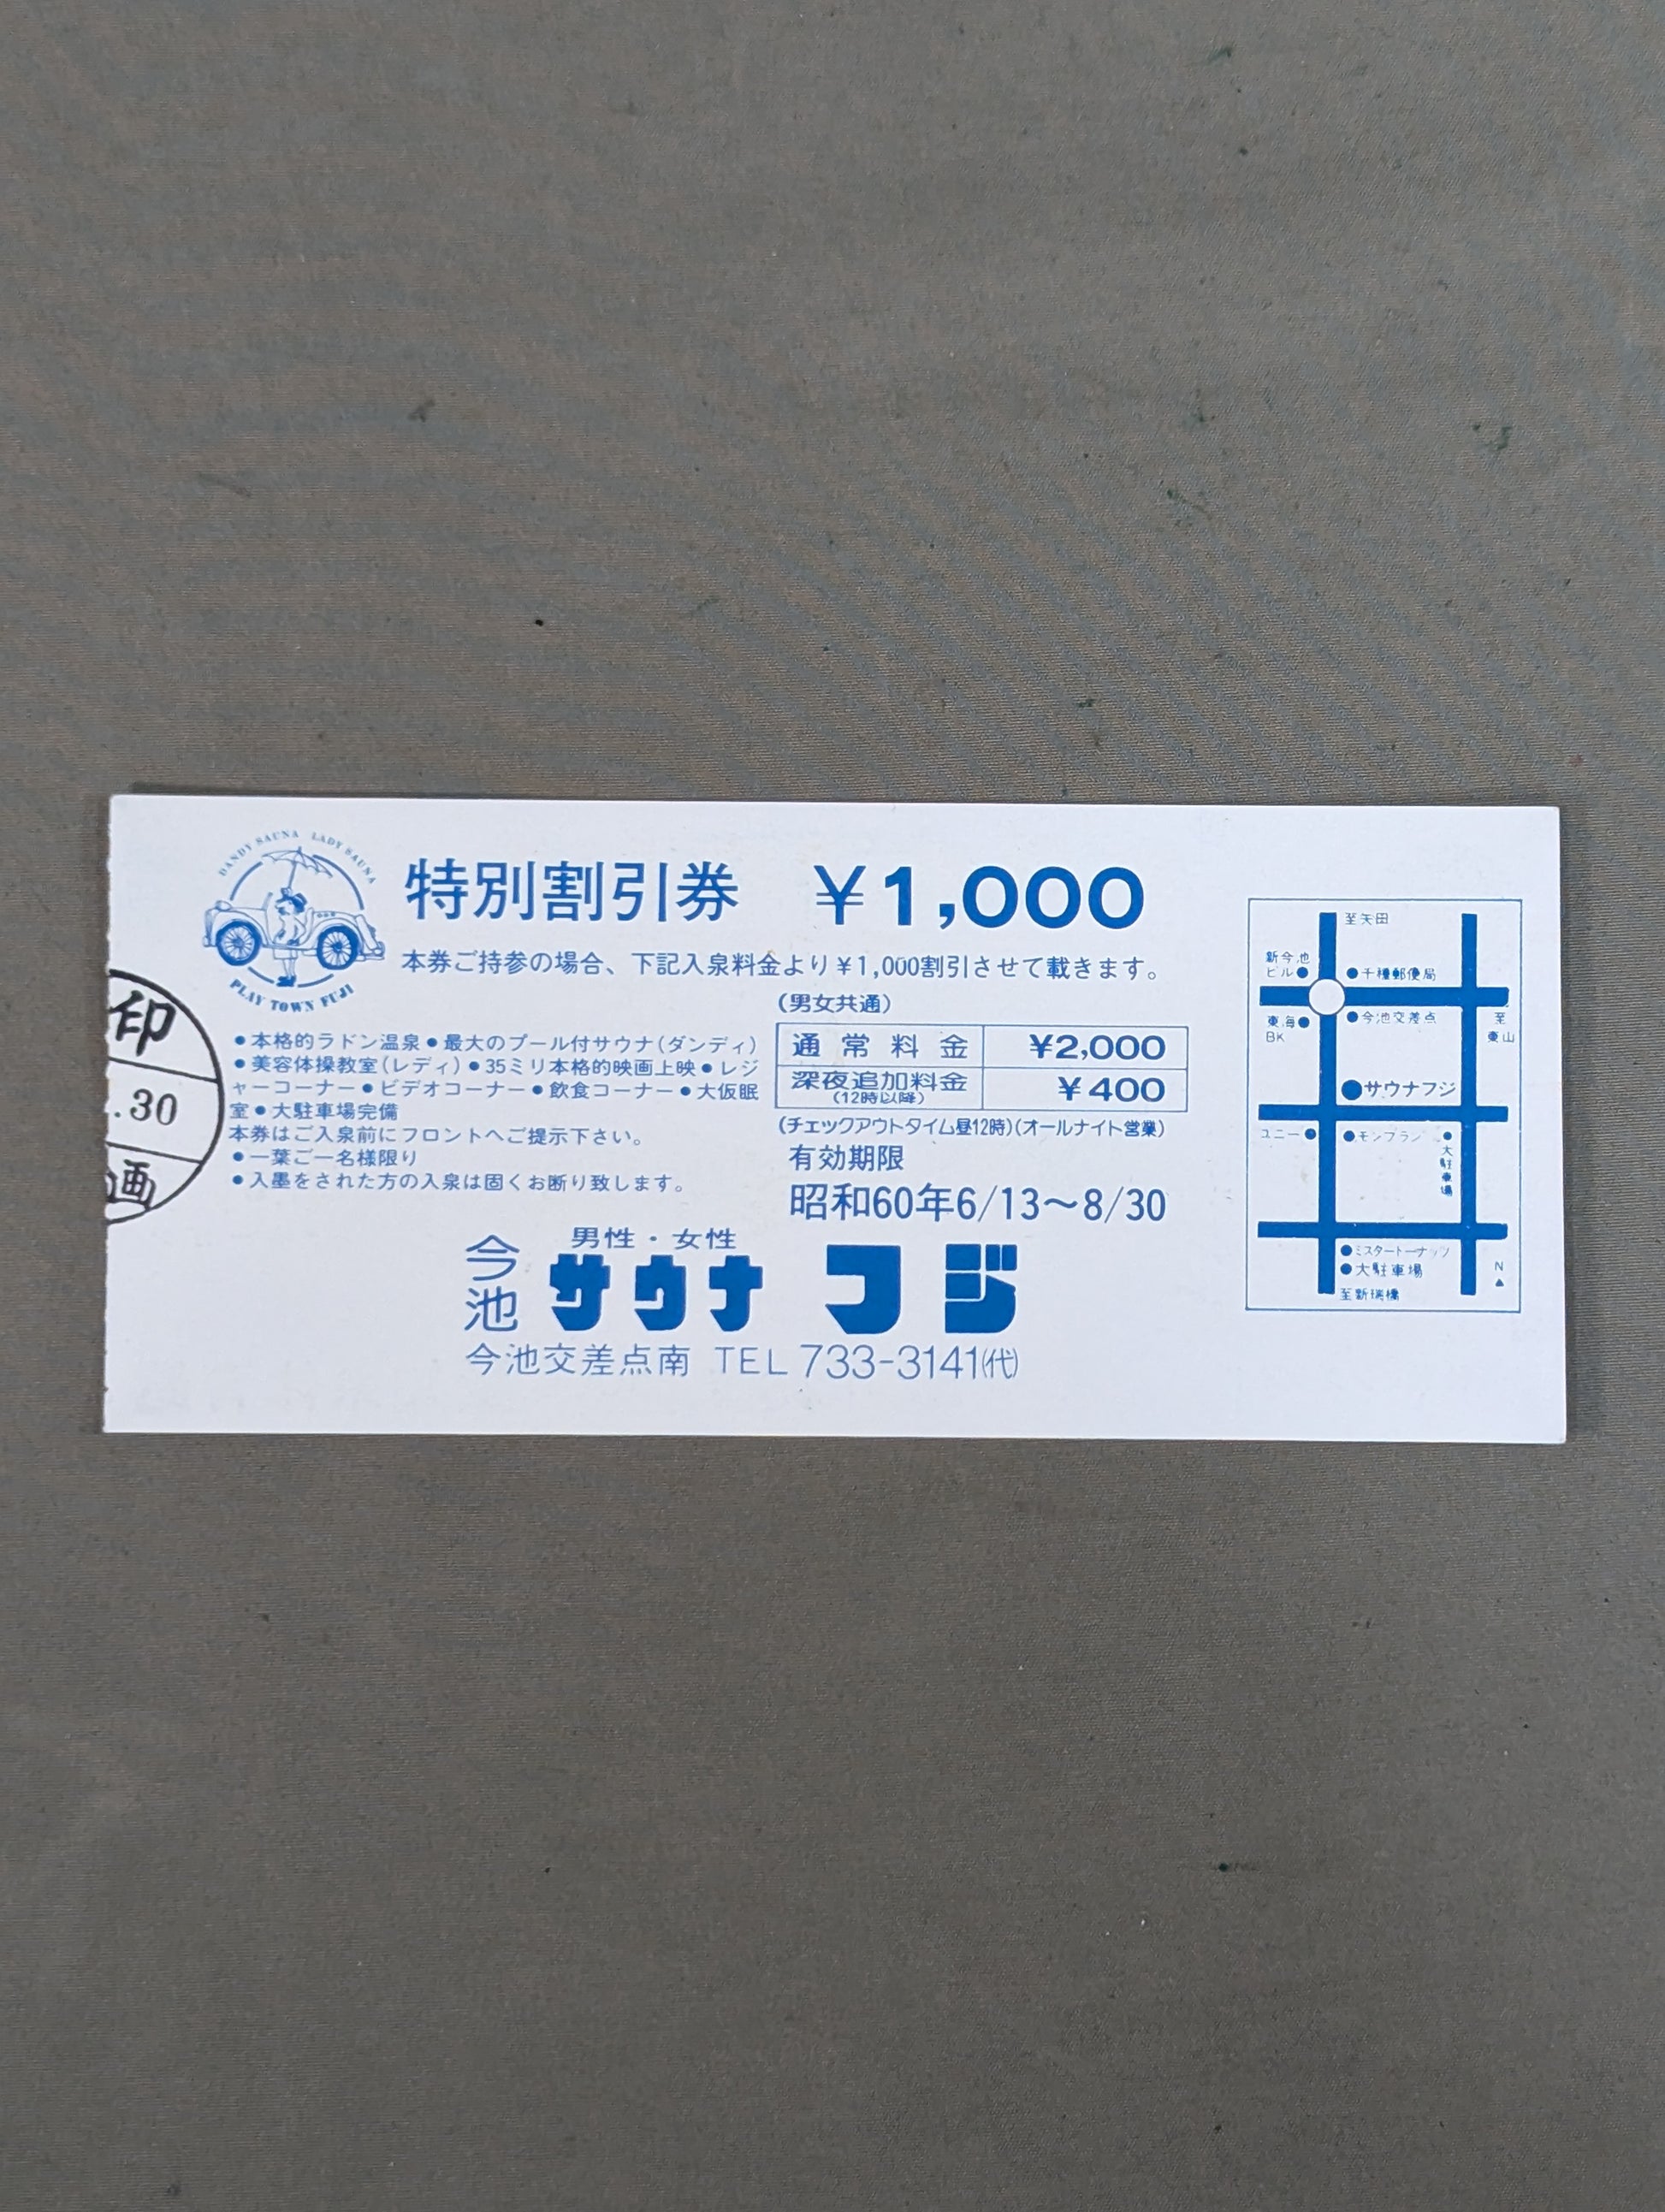 DANDY SAUNA LADY SAUNA
PLAY TOWN FUJI
特別割引券 ¥1,000
本券ご持参の場合、下記入泉料金より¥1,000割引させて載きます。
印
.30
画
●本格的ラドン温泉●最大のプール付サウナ(ダンディ)
●美容体操教室(レディ)●35ミリ本格的映画上映●レジ
ャーコーナー●ビデオコーナー●飲食コーナー●大仮眠
室●大駐車場完備
本券はご入泉前にフロントへご提示下さい。
●一葉ご一名様限り
●入墨をされた方の入泉は固くお断り致します。
(男女共通)
通常料金 ¥2,000
深夜追加料金 ¥400
(12時以降)
(チェックアウトタイム昼12時)(オールナイト営業)
有効期限
昭和60年6/13〜8/30
今池
男性・女性
サウナ フジ
今池交差点南 TEL 733-3141(代)
至矢田
新今池
ビル●
●千種郵便局
東海●
BK
●今池交差点
至
東山
●サウナフジ
ユニー●
●モンブラン
●大駐車場
●ミスタードーナッツ
●大駐車場
至新瑞橋
N
▲